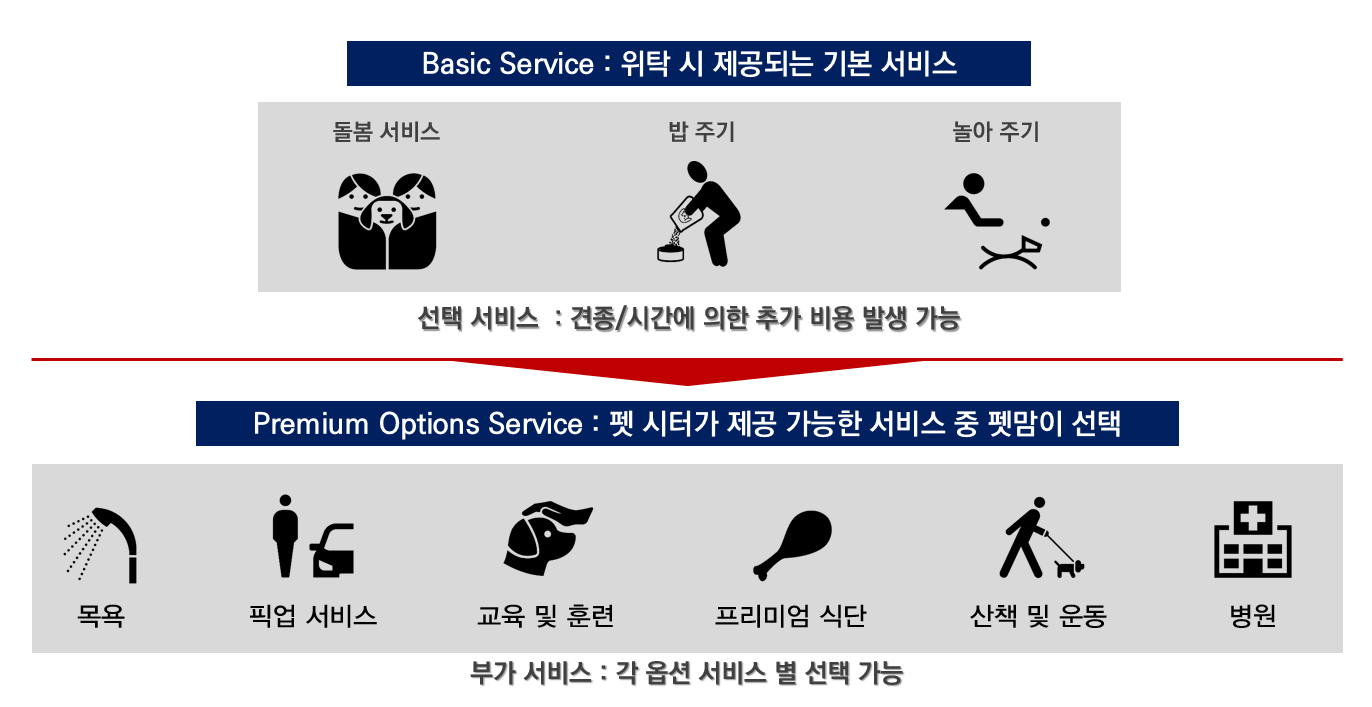 Basic Service : 위탁 시 제공되는 기본 서비스
돌봄 서비스
밥 주기
놀아 주기
선택 서비스 : 견종/시간에 의한 추가 비용 발생 가능
Premium Options Service : 펫 시터가 제공 가능한 서비스 중 펫맘이 선택
목욕
픽업 서비스
교육 및 훈련
프리미엄 식단
산책 및 운동
병원
부가 서비스 : 각 옵션 서비스 별 선택 가능